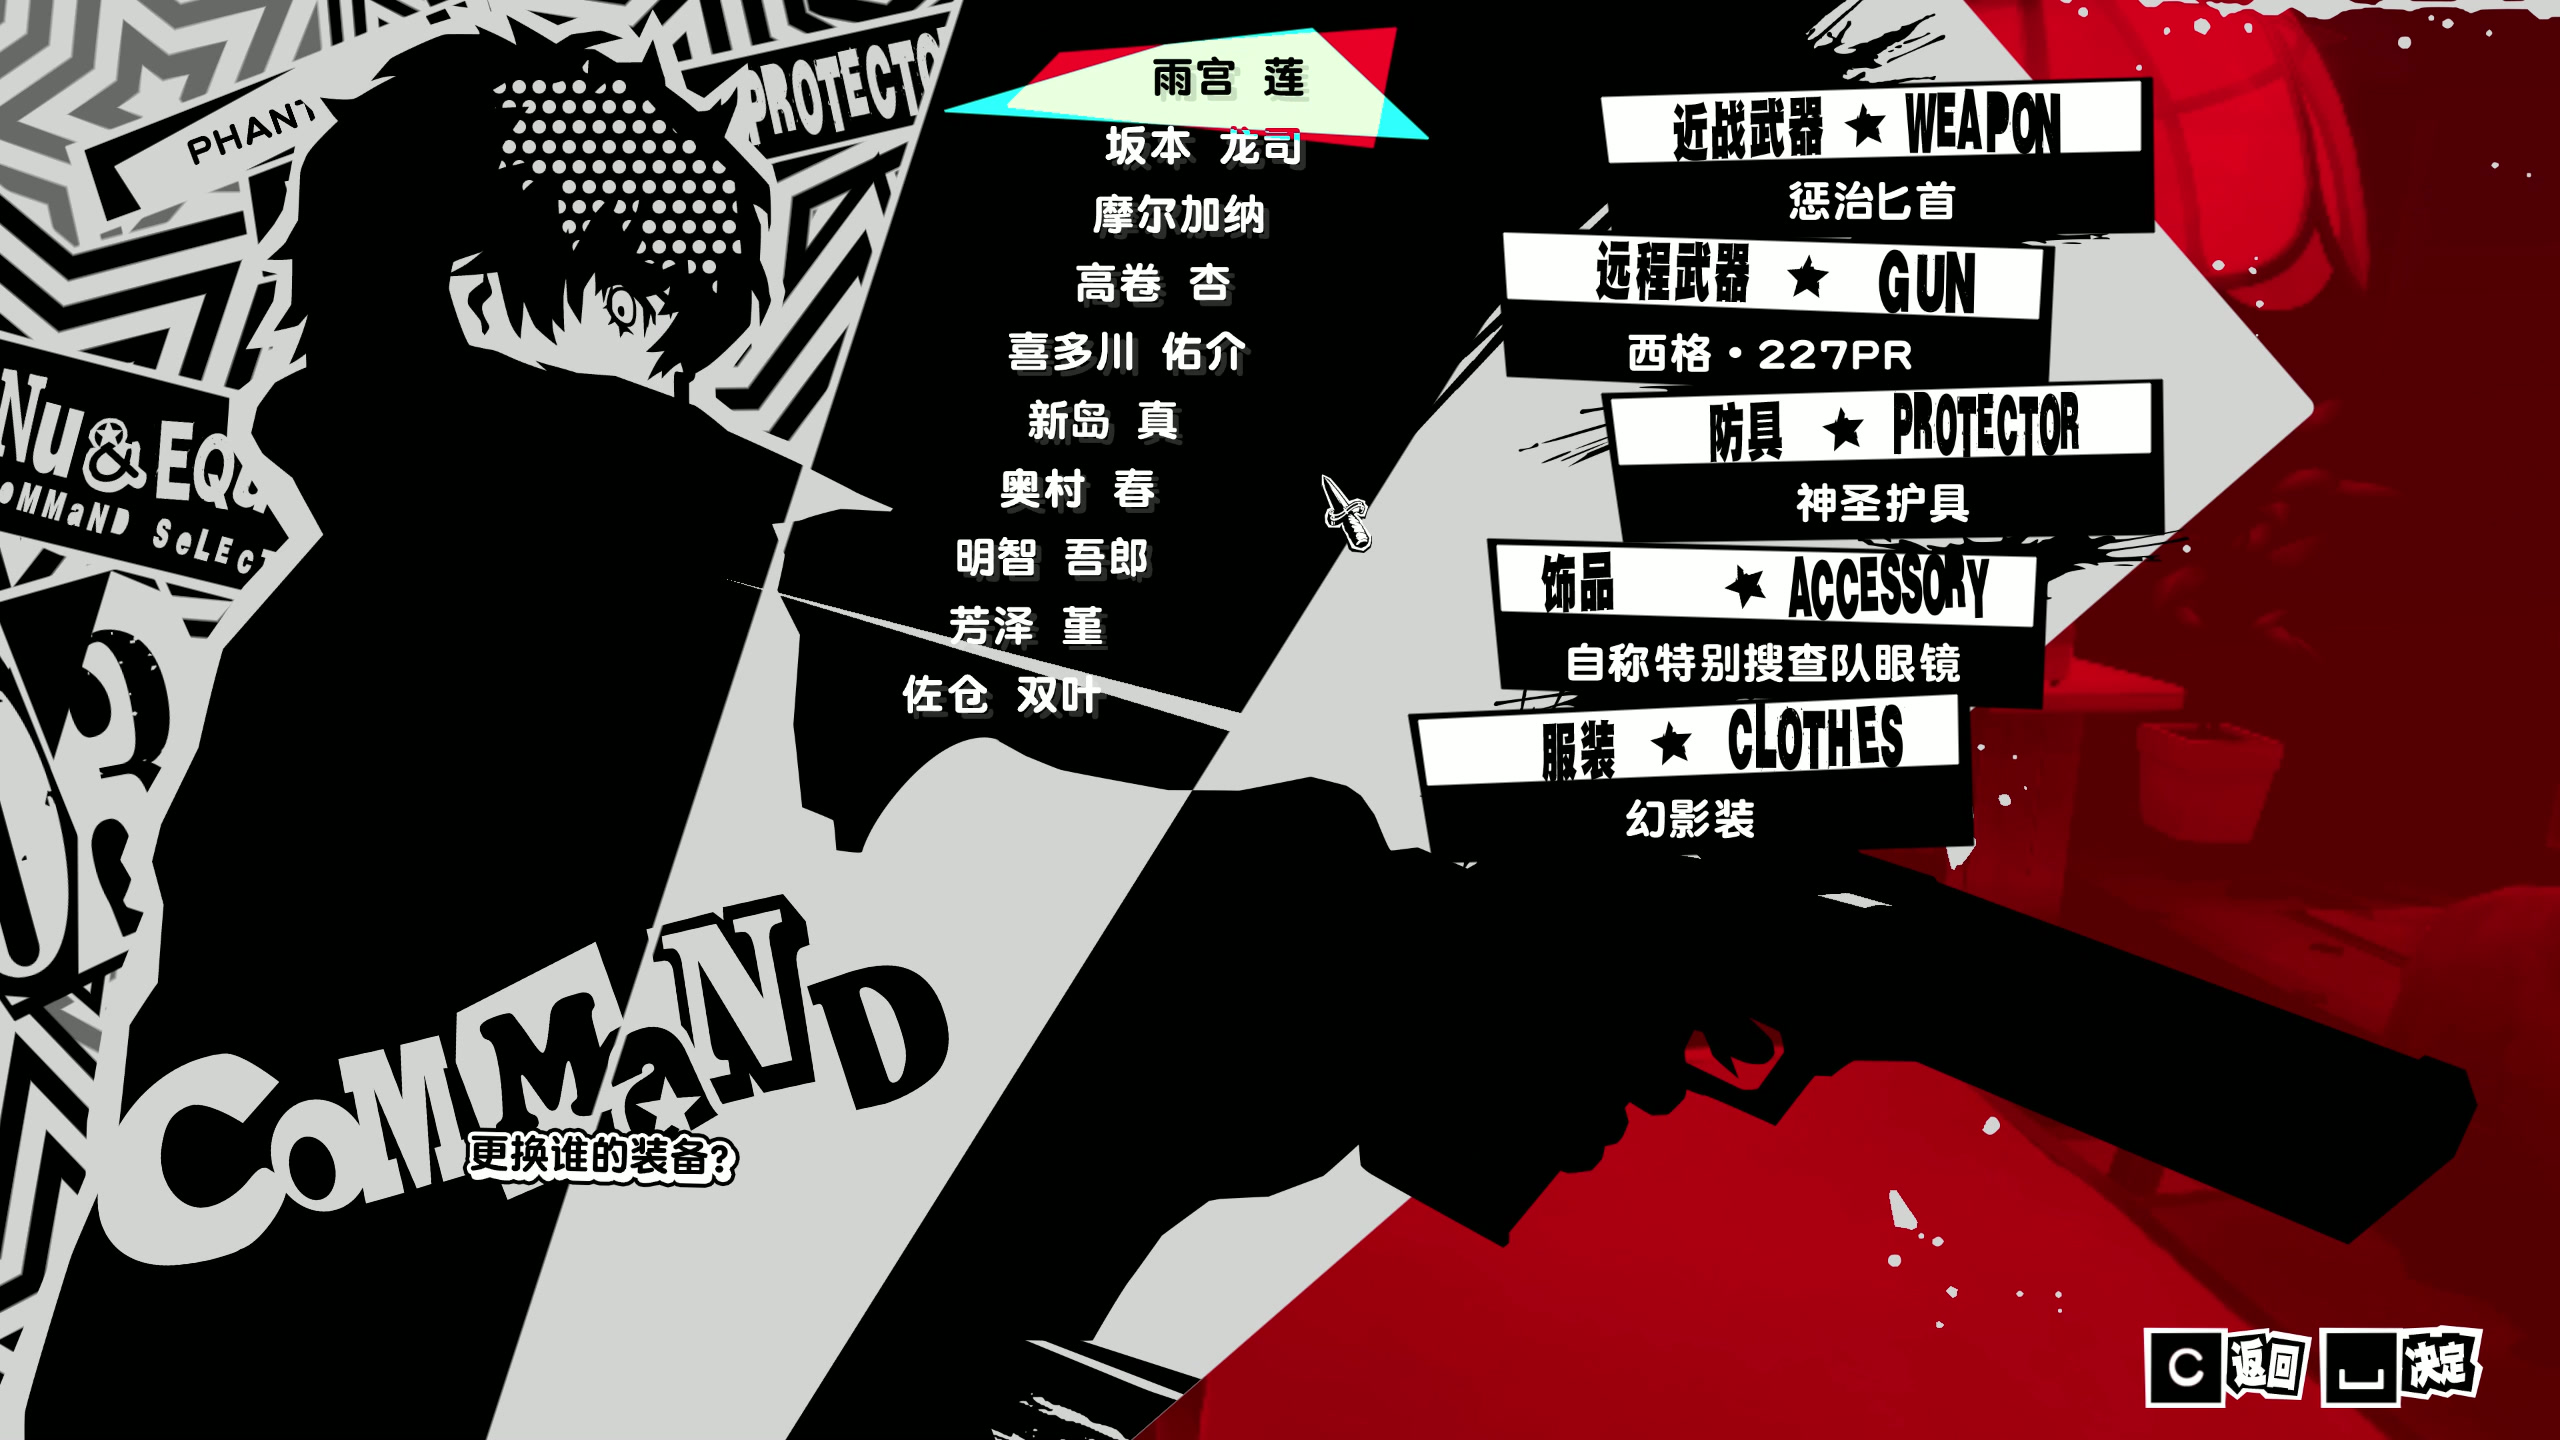 PHANT
PROTECTO
Nu & EQu
CoMMaND SeLEcT
雨宫 莲
坂本 龙司
摩尔加纳
高卷 杏
喜多川 佑介
新岛 真
奥村 春
明智 吾郎
芳泽 堇
佐仓 双叶
近战武器 ★ WEAPON
惩治匕首
远程武器 ★ GUN
西格·227PR
防具 ★ PROTECTOR
神圣护具
饰品 ★ ACCESSORY
自称特别搜查队眼镜
服装 ★ CLOTHES
幻影装
CoMMaND
更换谁的装备?
C 返回 决定